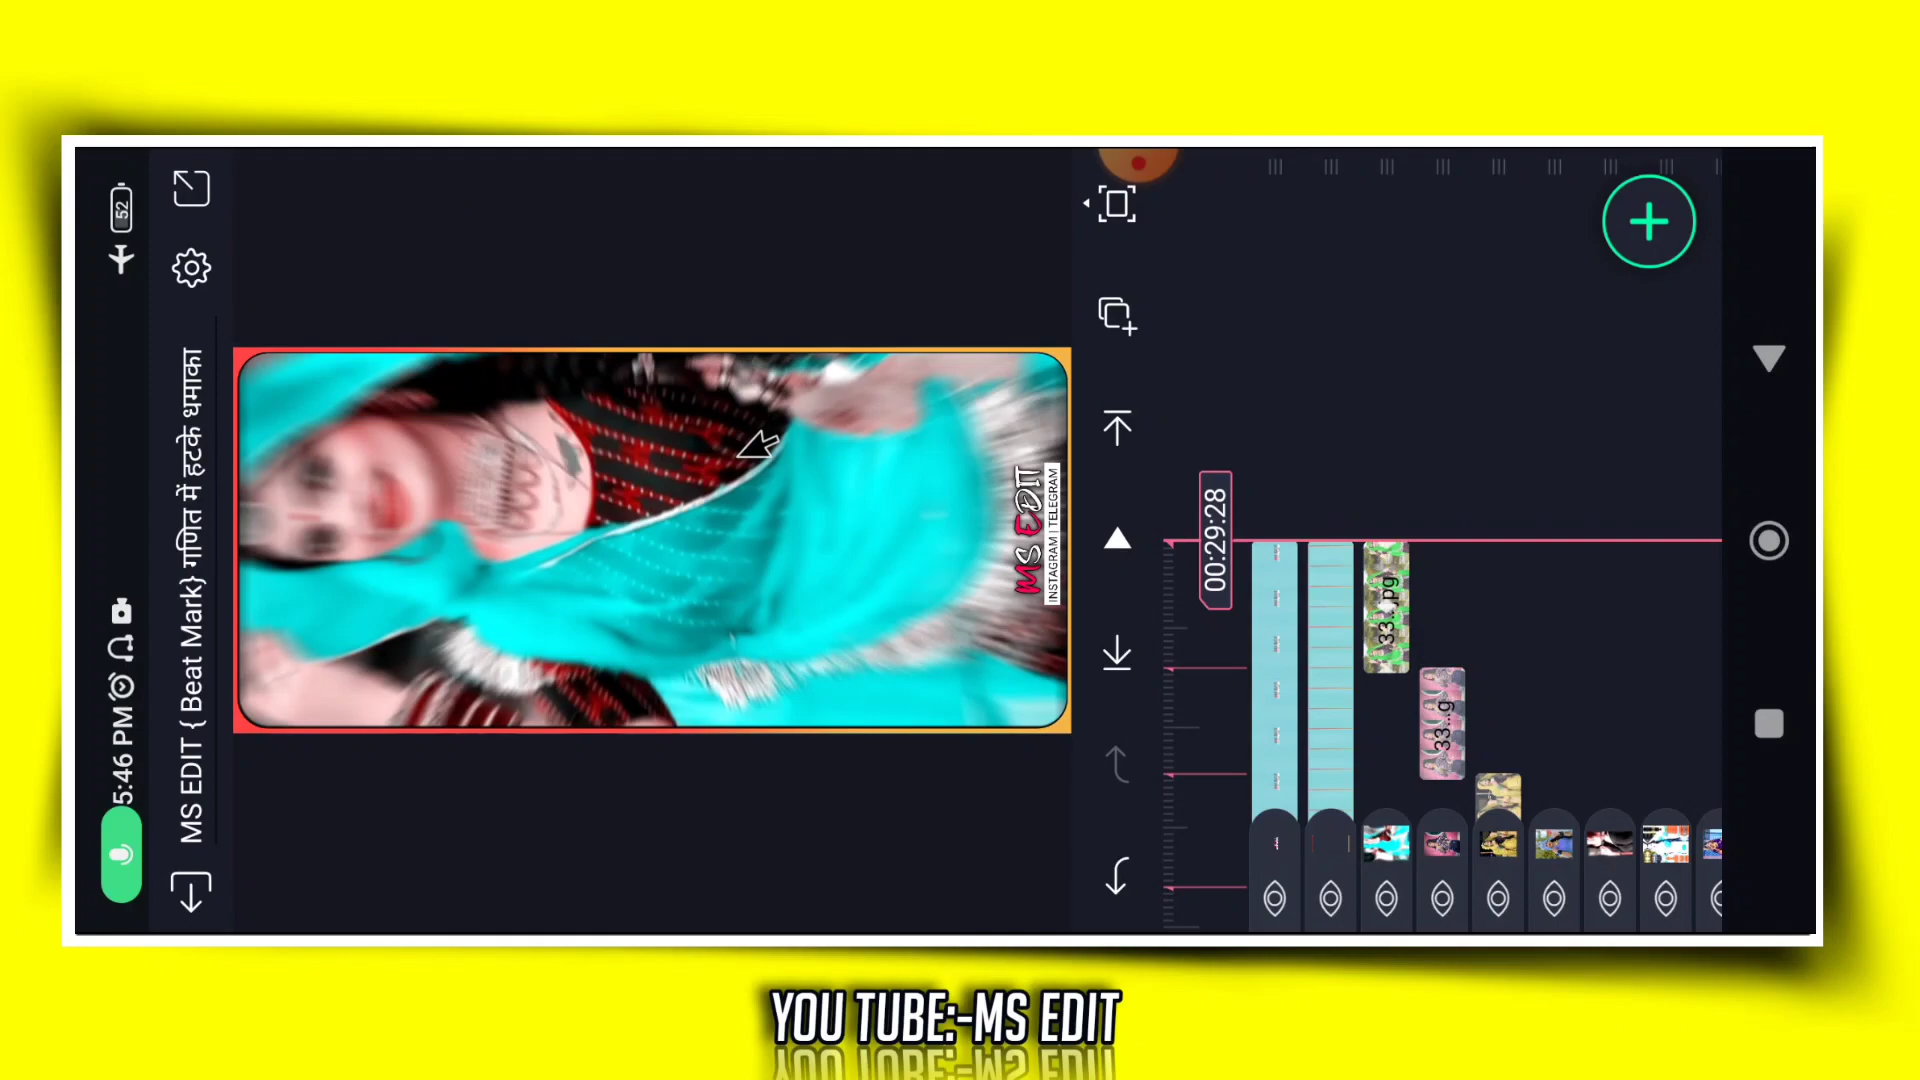 52
5:46 PM
MS EDIT { Beat Mark} गणित में हटके धमाका
MS EDIT
INSTAGRAM | TELEGRAM
00:29:28
33...jpg
33...g
YOU TUBE:-MS EDIT